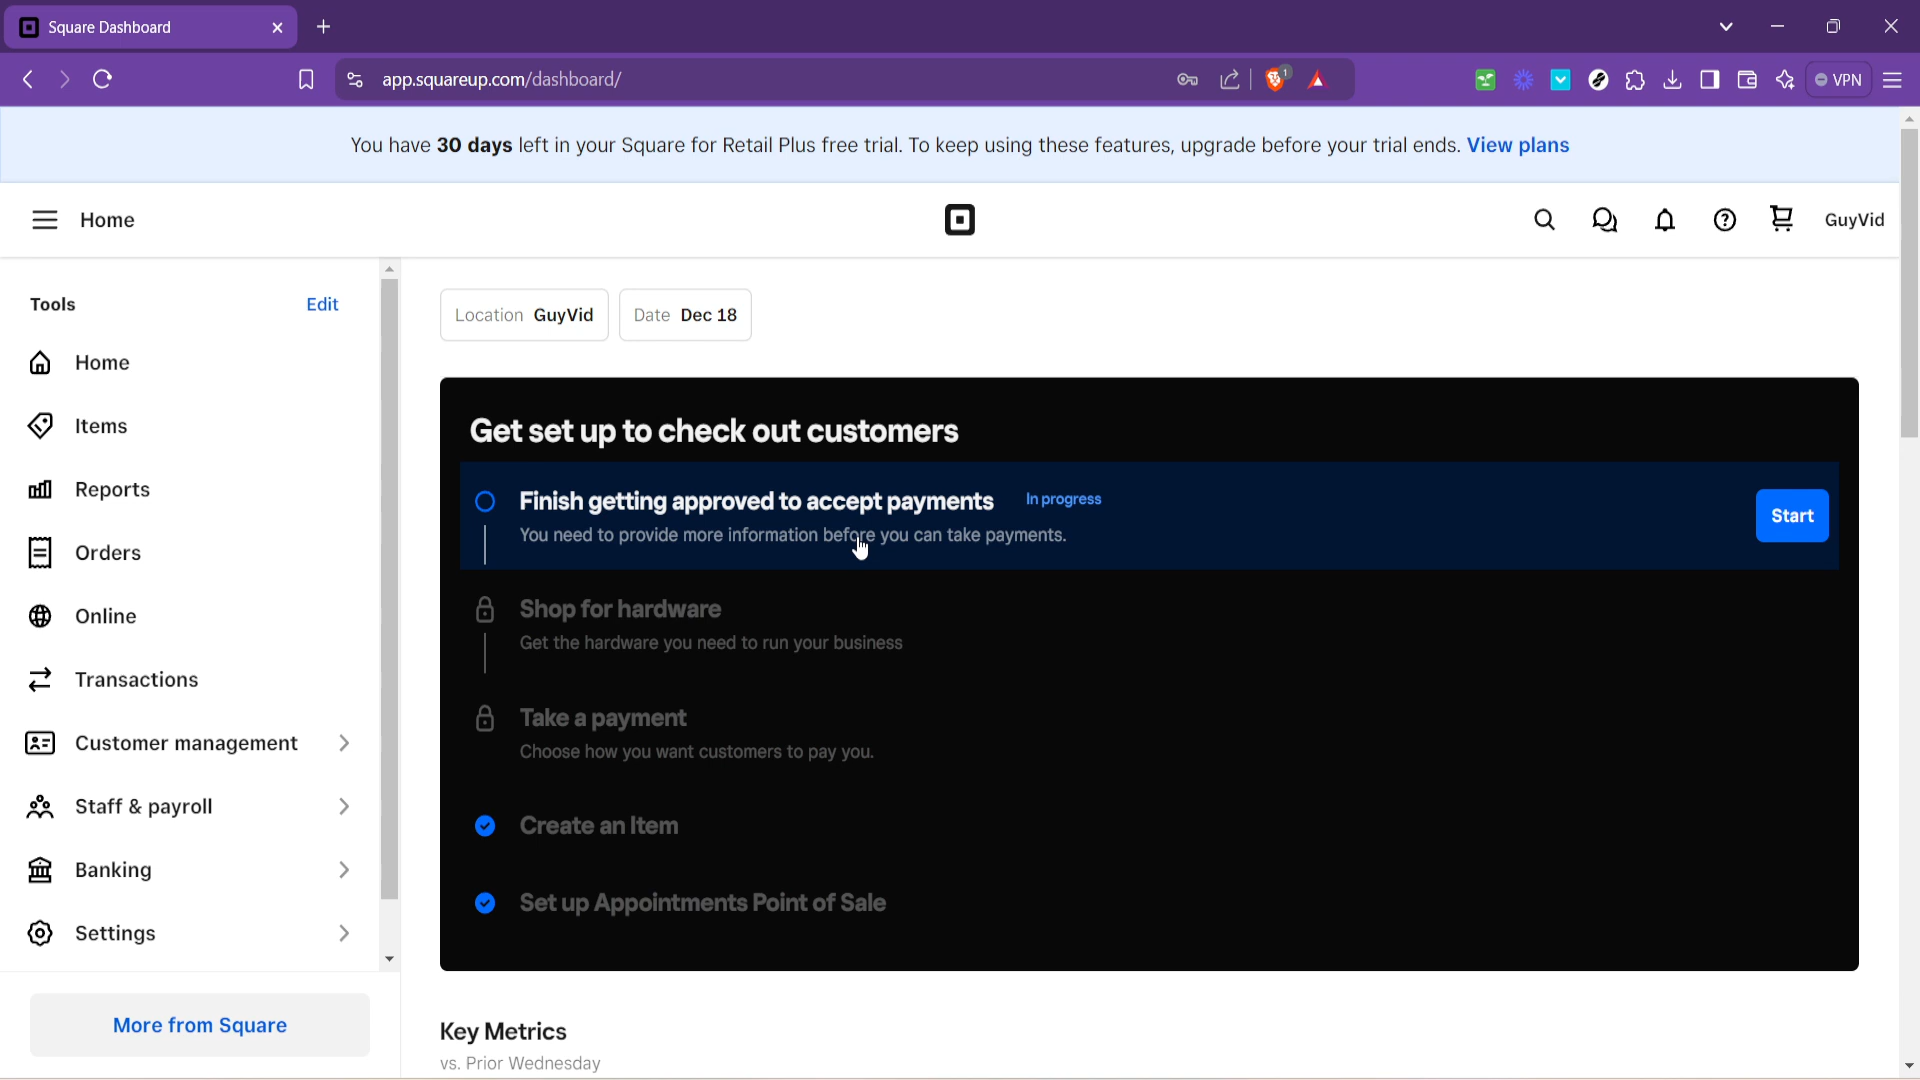 Square Dashboard
app.squareup.com/dashboard/
1
VPN
You have 30 days left in your Square for Retail Plus free trial. To keep using these features, upgrade before your trial ends. View plans
Home
GuyVid
Tools Edit
Home
Items
Reports
Orders
Online
Transactions
Customer management
Staff & payroll
Banking
Settings
More from Square
Location GuyVid Date Dec 18
Get set up to check out customers
Finish getting approved to accept payments In progress
You need to provide more information before you can take payments.
Start
Shop for hardware
Get the hardware you need to run your business
Take a payment
Choose how you want customers to pay you.
Create an Item
Set up Appointments Point of Sale
Key Metrics
vs. Prior Wednesday